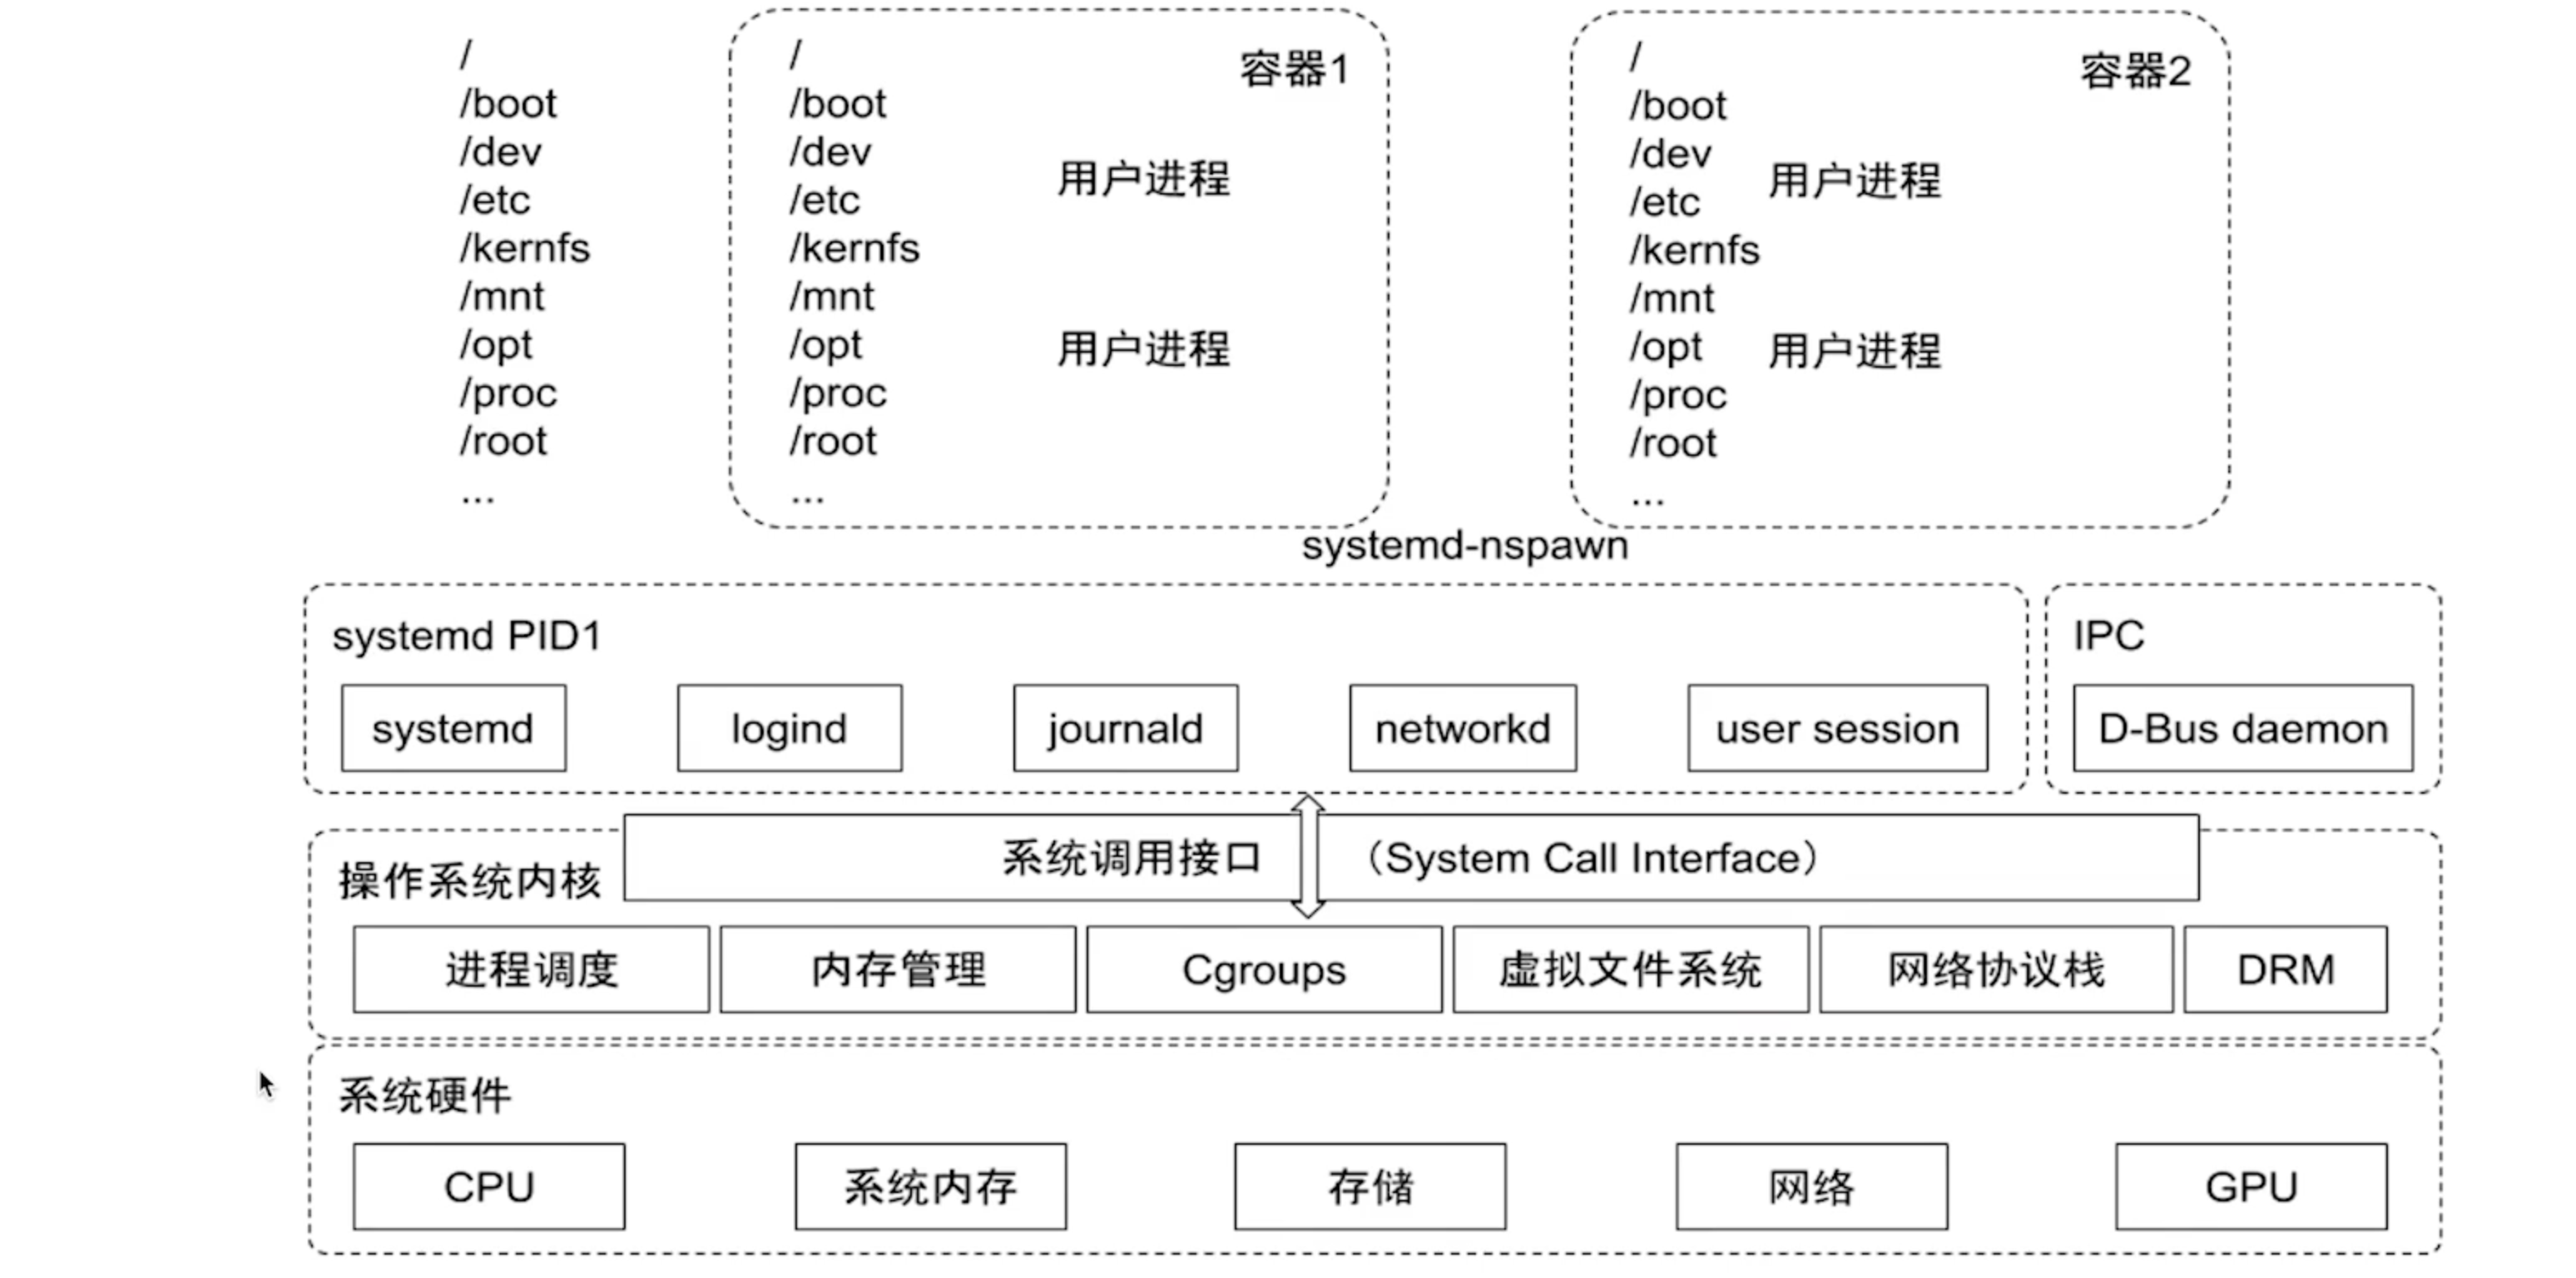 /
/boot
/dev
/etc
/kernfs
/mnt
/opt
/proc
/root
...
/
/boot
/dev
/etc
/kernfs
/mnt
/opt
/proc
/root
...
容器1
用户进程
用户进程
/
/boot
/dev
/etc
/kernfs
/mnt
/opt
/proc
/root
...
容器2
用户进程
用户进程
systemd-nspawn
systemd PID1
systemd
logind
journald
networkd
user session
IPC
D-Bus daemon
操作系统内核
系统调用接口 （System Call Interface）
进程调度
内存管理
Cgroups
虚拟文件系统
网络协议栈
DRM
系统硬件
CPU
系统内存
存储
网络
GPU